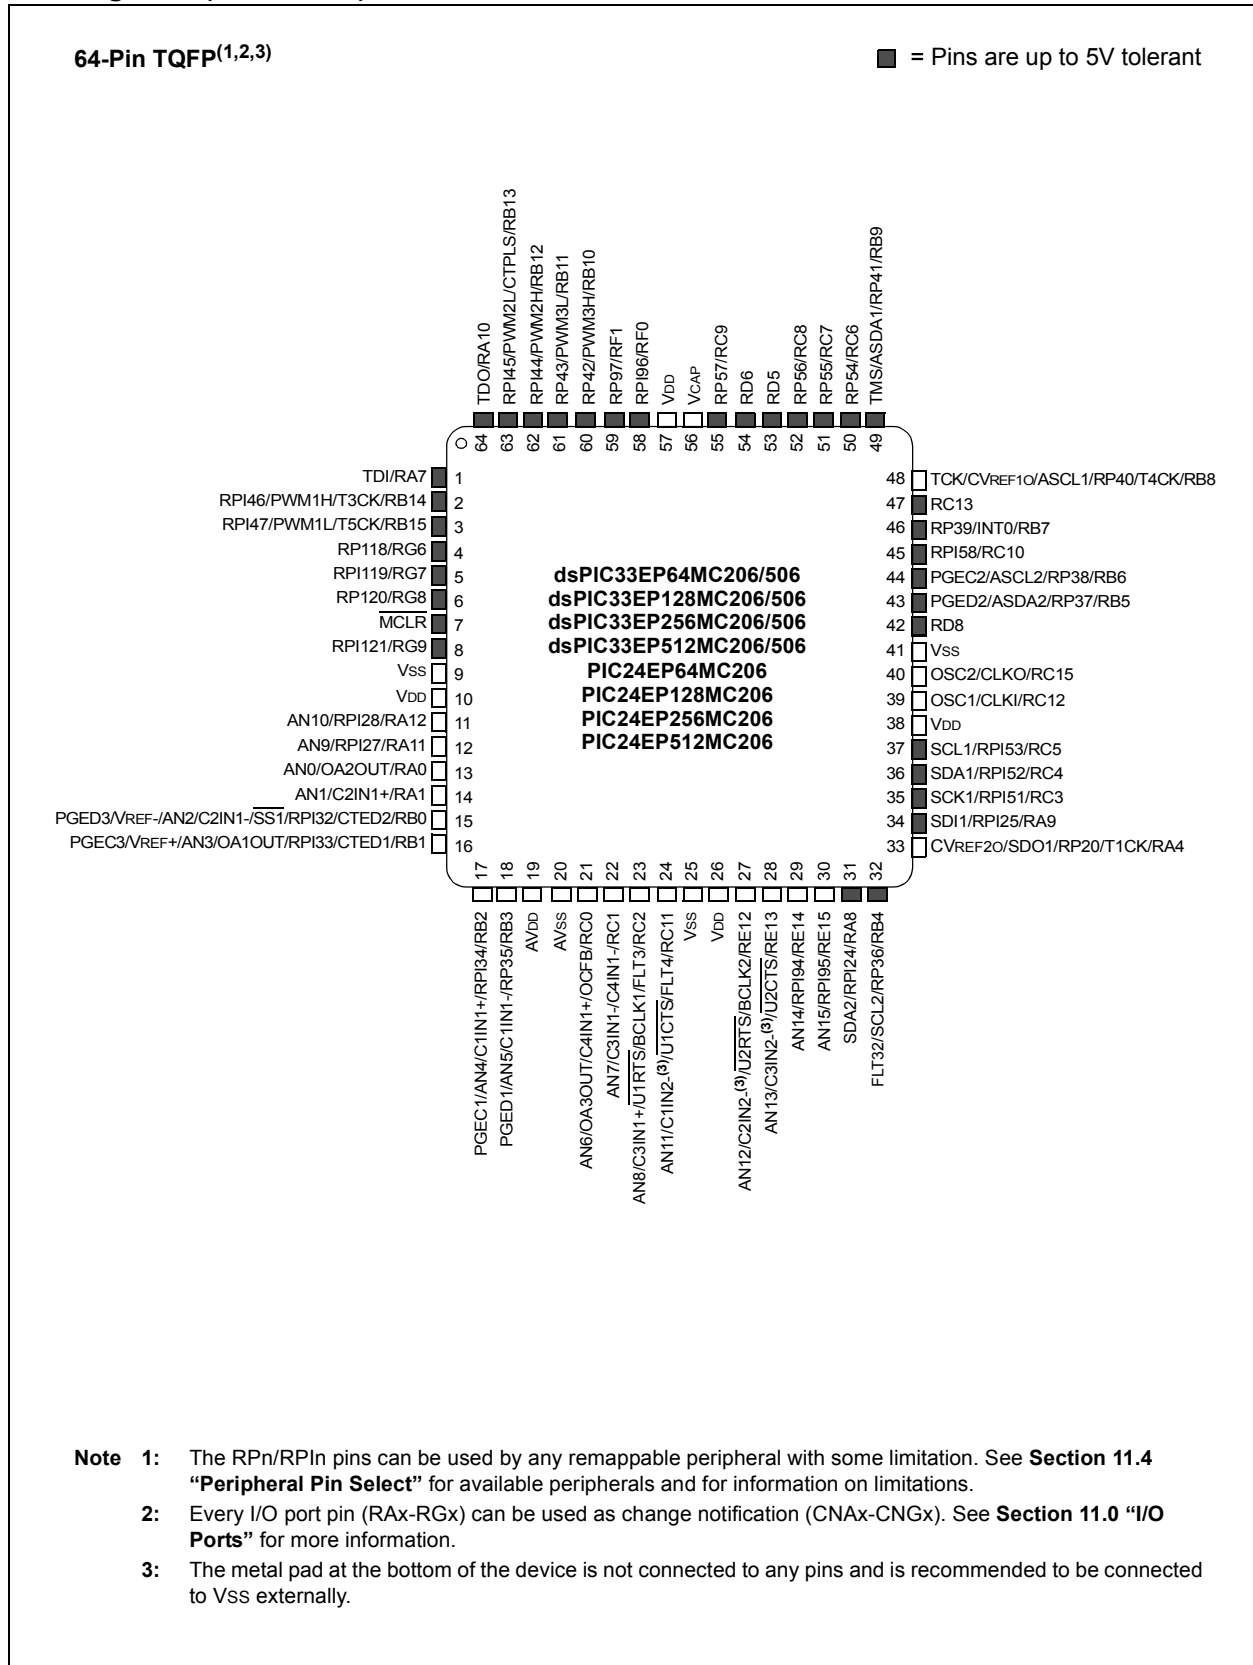 64-Pin TQFP(1,2,3)
= Pins are up to 5V tolerant
TDO/RA10
RPI45/PWM2L/CTPLS/RB13
RPI44/PWM2H/RB12
RP43/PWM3L/RB11
RP42/PWM3H/RB10
RP97/RF1
RPI96/RF0
VDD
VCAP
RP57/RC9
RD6
RD5
RP56/RC8
RP55/RC7
RP54/RC6
TMS/ASDA1/RP41/RB9
64 63 62 61 60 59 58 57 56 55 54 53 52 51 50 49
TDI/RA7 1
RPI46/PWM1H/T3CK/RB14 2
RPI47/PWM1L/T5CK/RB15 3
RP118/RG6 4
RPI119/RG7 5
RP120/RG8 6
MCLR 7
RPI121/RG9 8
VSS 9
VDD 10
AN10/RPI28/RA12 11
AN9/RPI27/RA11 12
AN0/OA2OUT/RA0 13
AN1/C2IN1+/RA1 14
PGED3/VREF-/AN2/C2IN1-/SS1/RPI32/CTED2/RB0 15
PGEC3/VREF+/AN3/OA1OUT/RPI33/CTED1/RB1 16
dsPIC33EP64MC206/506
dsPIC33EP128MC206/506
dsPIC33EP256MC206/506
dsPIC33EP512MC206/506
PIC24EP64MC206
PIC24EP128MC206
PIC24EP256MC206
PIC24EP512MC206
48 TCK/CVREF1O/ASCL1/RP40/T4CK/RB8
47 RC13
46 RP39/INT0/RB7
45 RPI58/RC10
44 PGEC2/ASCL2/RP38/RB6
43 PGED2/ASDA2/RP37/RB5
42 RD8
41 VSS
40 OSC2/CLKO/RC15
39 OSC1/CLKI/RC12
38 VDD
37 SCL1/RPI53/RC5
36 SDA1/RPI52/RC4
35 SCK1/RPI51/RC3
34 SDI1/RPI25/RA9
33 CVREF2O/SDO1/RP20/T1CK/RA4
17 18 19 20 21 22 23 24 25 26 27 28 29 30 31 32
PGEC1/AN4/C1IN1+/RPI34/RB2
PGED1/AN5/C1IN1-/RP35/RB3
AVDD
AVSS
AN6/OA3OUT/C4IN1+/OCFB/RC0
AN7/C3IN1-/C4IN1-/RC1
AN8/C3IN1+/U1RTS/BCLK1/FLT3/RC2
AN11/C1IN2-(3)/U1CTS/FLT4/RC11
VSS
VDD
AN12/C2IN2-(3)/U2RTS/BCLK2/RE12
AN13/C3IN2-(3)/U2CTS/RE13
AN14/RPI94/RE14
AN15/RPI95/RE15
SDA2/RPI24/RA8
FLT32/SCL2/RP36/RB4
Note 1: The RPn/RPIn pins can be used by any remappable peripheral with some limitation. See Section 11.4
“Peripheral Pin Select” for available peripherals and for information on limitations.
2: Every I/O port pin (RAx-RGx) can be used as change notification (CNAx-CNGx). See Section 11.0 “I/O
Ports” for more information.
3: The metal pad at the bottom of the device is not connected to any pins and is recommended to be connected
to VSS externally.